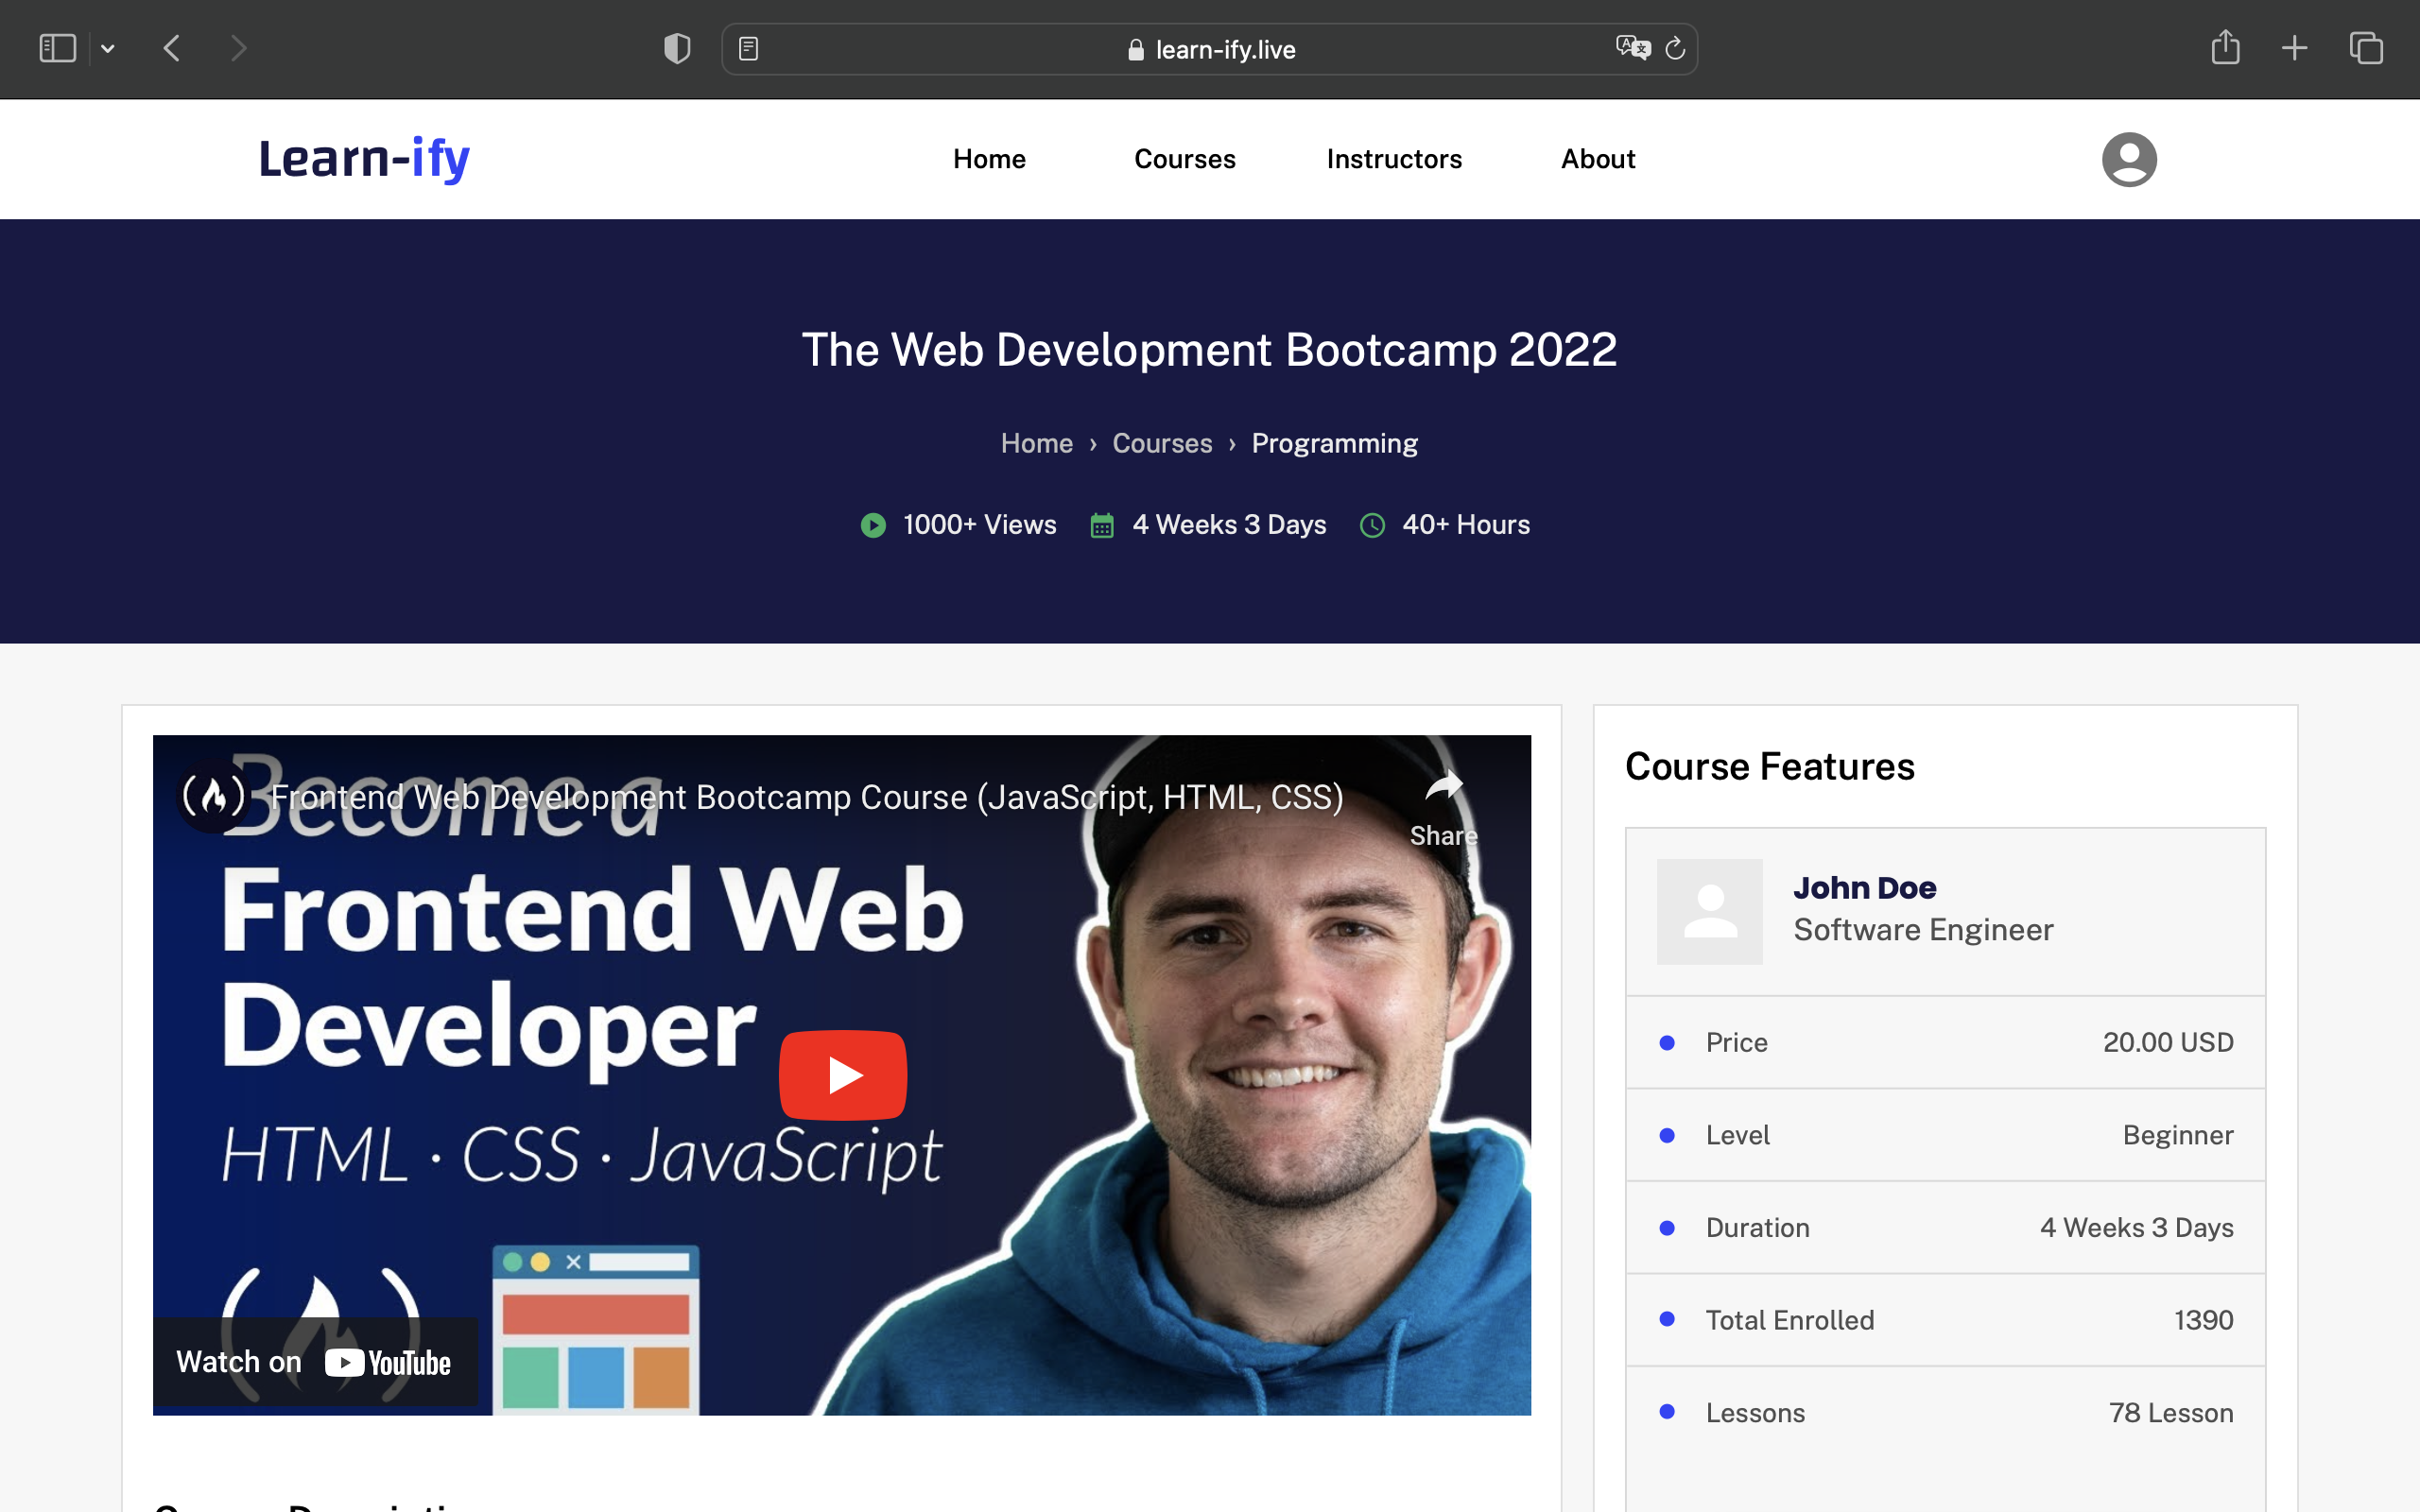 learn-ify.live
Learn-ify
Home
Courses
Instructors
About
The Web Development Bootcamp 2022
Home › Courses › Programming
1000+ Views
4 Weeks 3 Days
40+ Hours
Become a
Frontend Web Development Bootcamp Course (JavaScript, HTML, CSS)
Share
Frontend Web
Developer
HTML · CSS · JavaScript
Watch on YouTube
Course Features
John Doe
Software Engineer
Price 20.00 USD
Level Beginner
Duration 4 Weeks 3 Days
Total Enrolled 1390
Lessons 78 Lesson